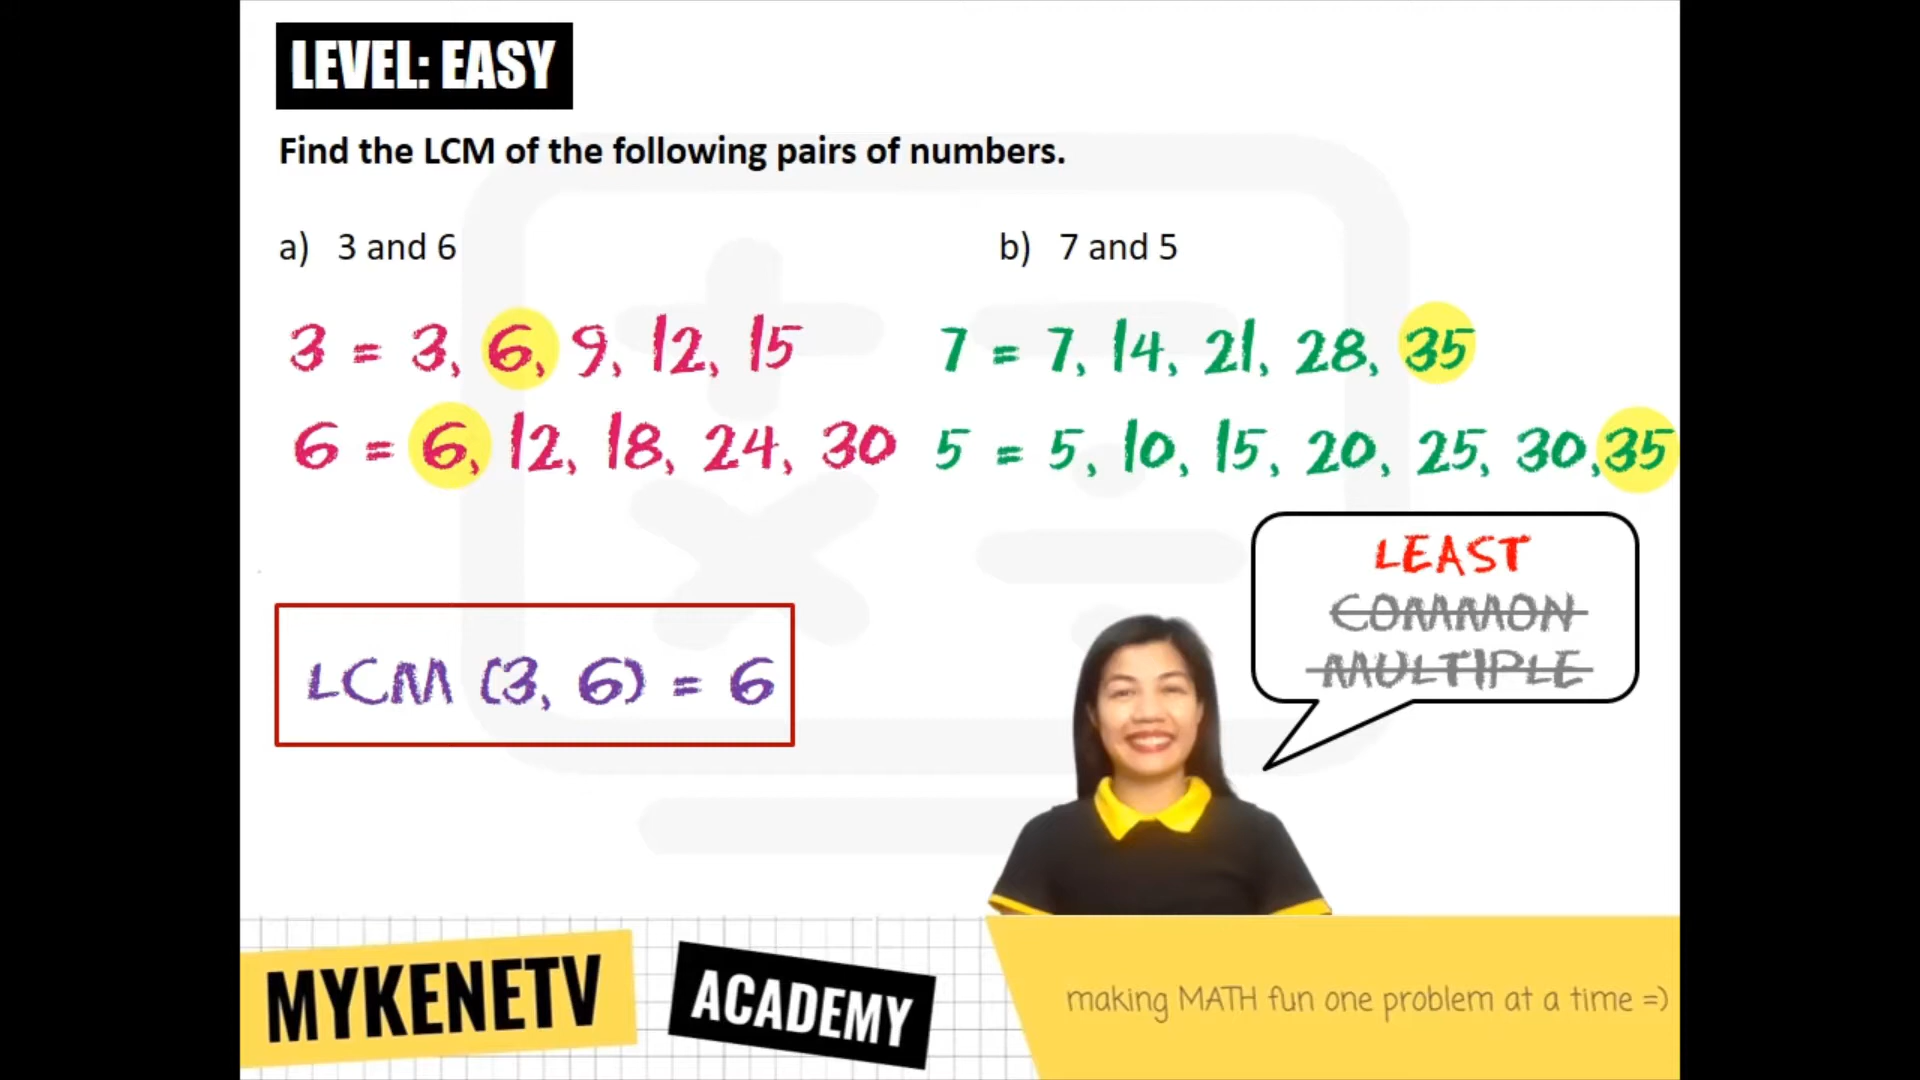 LEVEL: EASY
Find the LCM of the following pairs of numbers.
a) 3 and 6
3 = 3, 6, 9, 12, 15
6 = 6, 12, 18, 24, 30
b) 7 and 5
7 = 7, 14, 21, 28, 35
5 = 5, 10, 15, 20, 25, 30, 35
LCM (3, 6) = 6
LEAST
COMMON
MULTIPLE
MYKENETV
ACADEMY
making MATH fun one problem at a time =)